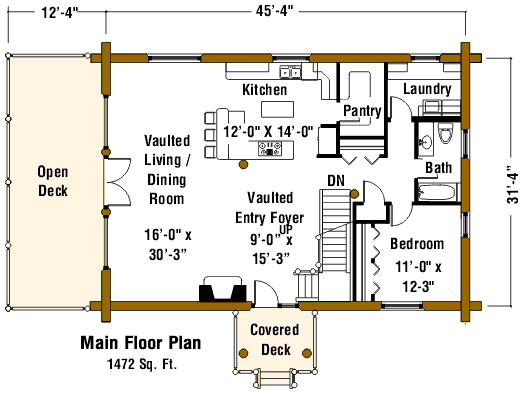 12'-4"
45'-4"
Kitchen
Laundry
Pantry
12'-0" X 14'-0"
Vaulted
Living /
Dining
Room
16'-0" x
30'-3"
Open
Deck
Bath
DN
31'-4"
Vaulted
Entry Foyer
UP
9'-0" x
15'-3"
Bedroom
11'-0" x
12-3"
Covered
Deck
Main Floor Plan
1472 Sq. Ft.